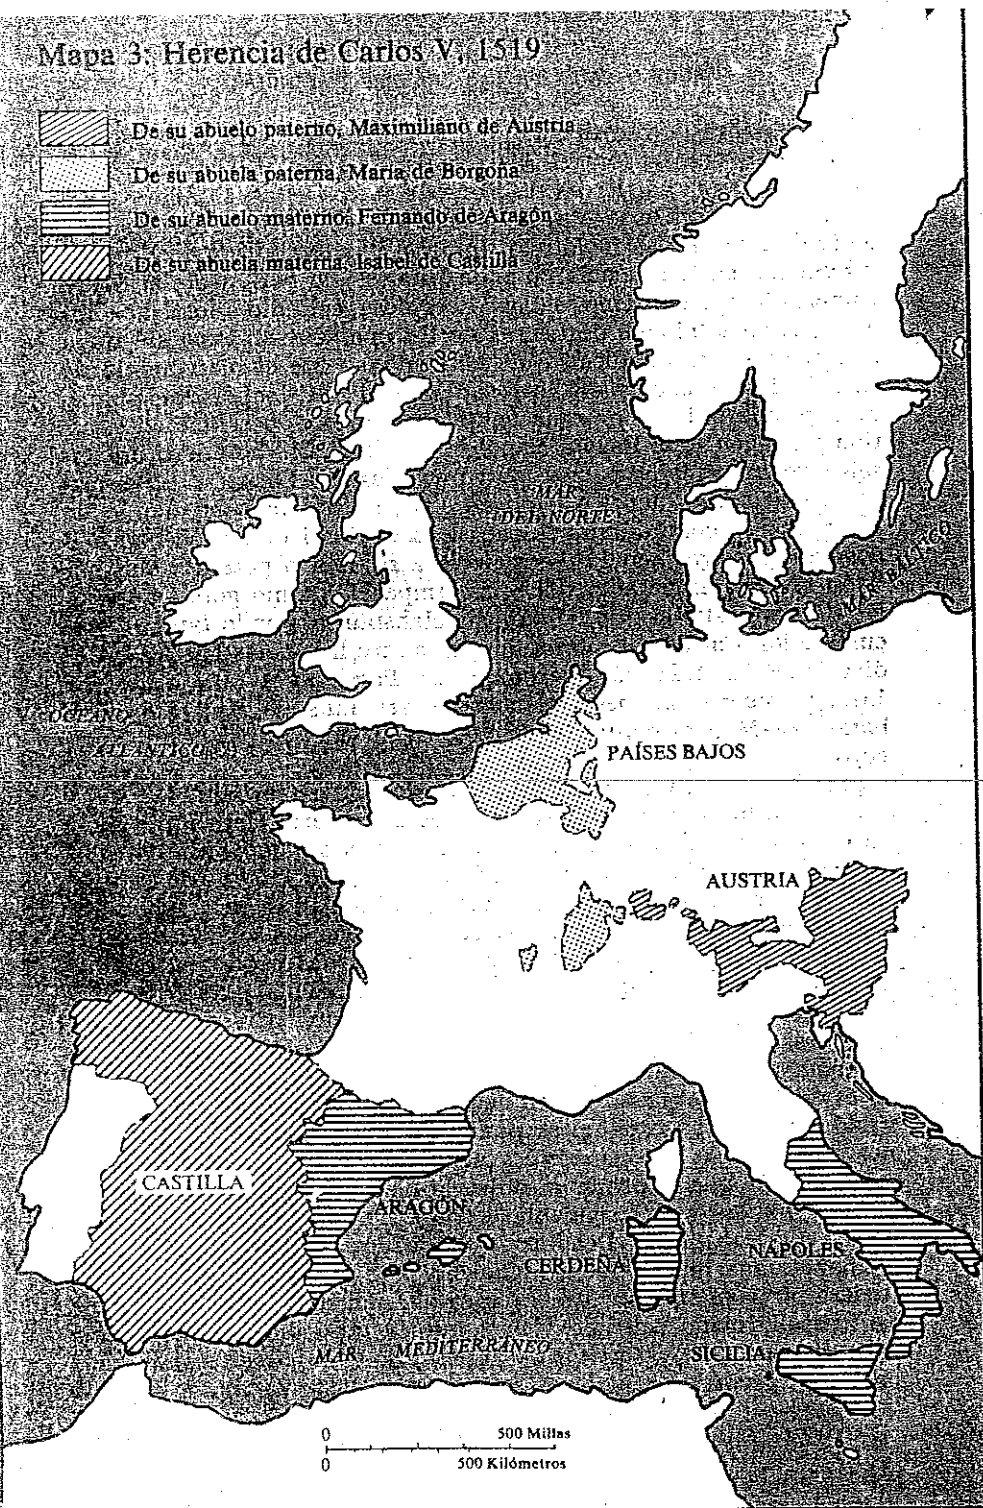 Mapa 3: Herencia de Carlos V, 1519
De su abuelo paterno, Maximiliano de Austria
De su abuela paterna, María de Borgoña
De su abuelo materno, Fernando de Aragón
De su abuela materna, Isabel de Castilla
MAR
DEL NORTE
MAR BALTICO
OCÉANO
ATLÁNTICO
PAÍSES BAJOS
AUSTRIA
CASTILLA
ARAGÓN
CERDEÑA
NÁPOLES
MAR MEDITERRÁNEO
SICILIA
0 500 Millas
0 500 Kilómetros